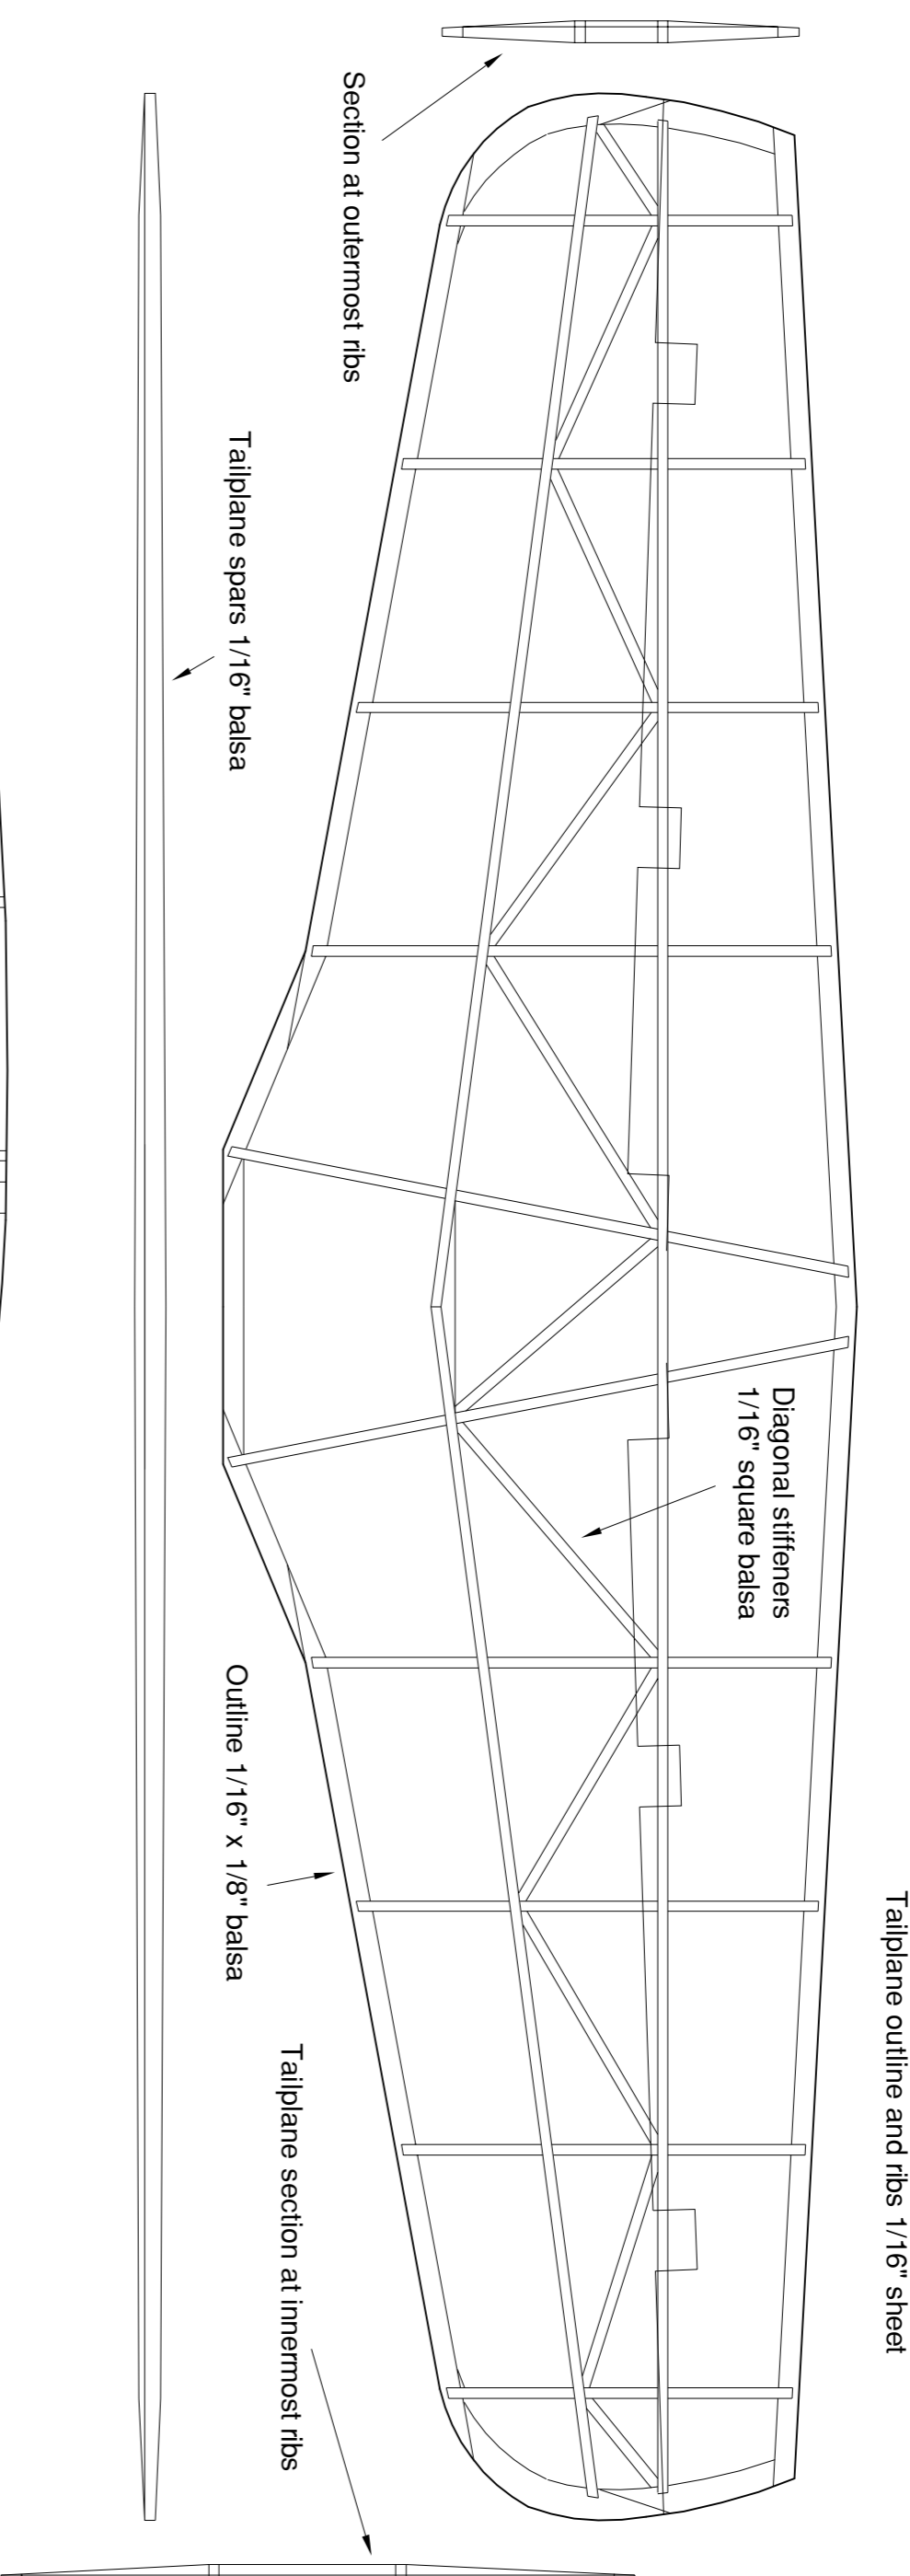 Section at outermost ribs
Tailplane spars 1/16" balsa
Diagonal stiffeners
1/16" square balsa
Outline 1/16" x 1/8" balsa
Tailplane outline and ribs 1/16" sheet
Tailplane section at innermost ribs